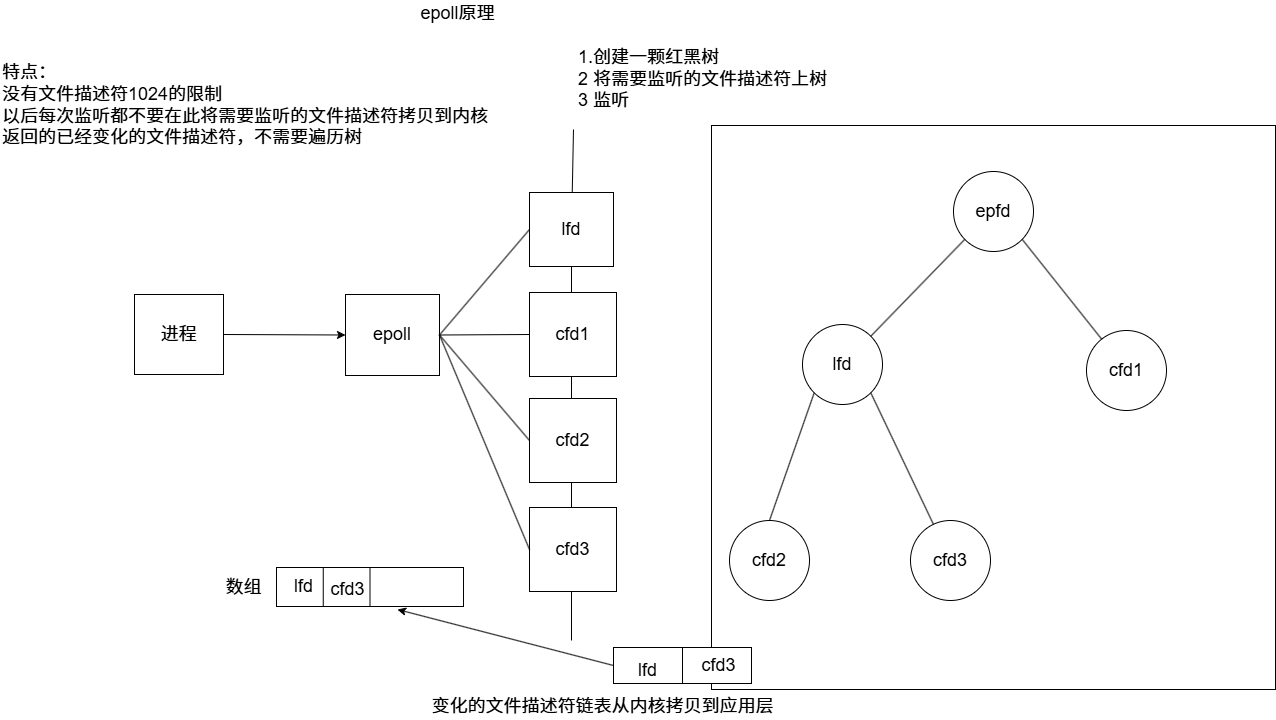 epoll原理
1.创建一颗红黑树
2 将需要监听的文件描述符上树
3 监听
特点：
没有文件描述符1024的限制
以后每次监听都不要在此将需要监听的文件描述符拷贝到内核
返回的已经变化的文件描述符，不需要遍历树
进程
epoll
lfd
cfd1
cfd2
cfd3
epfd
lfd
cfd1
cfd2
cfd3
数组
lfd
cfd3
lfd
cfd3
变化的文件描述符链表从内核拷贝到应用层